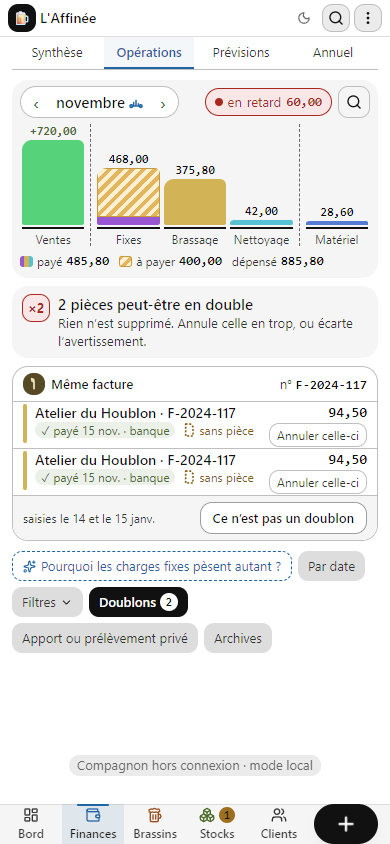 L'Affinée
Synthèse Opérations Prévisions Annuel
‹ novembre › en retard 60,00
+720,00
468,00
375,80
42,00
28,60
Ventes Fixes Brassage Nettoyage Matériel
payé 485,80 à payer 400,00 dépensé 885,80
×2 2 pièces peut-être en double
Rien n'est supprimé. Annule celle en trop, ou écarte
l'avertissement.
1 Même facture n° F-2024-117
Atelier du Houblon · F-2024-117 94,50
✓ payé 15 nov. · banque sans pièce Annuler celle-ci
Atelier du Houblon · F-2024-117 94,50
✓ payé 15 nov. · banque sans pièce Annuler celle-ci
saisies le 14 et le 15 janv. Ce n'est pas un doublon
Pourquoi les charges fixes pèsent autant ? Par date
Filtres Doublons 2
Apport ou prélèvement privé Archives
Compagnon hors connexion · mode local
Bord Finances Brassins Stocks 1 Clients +